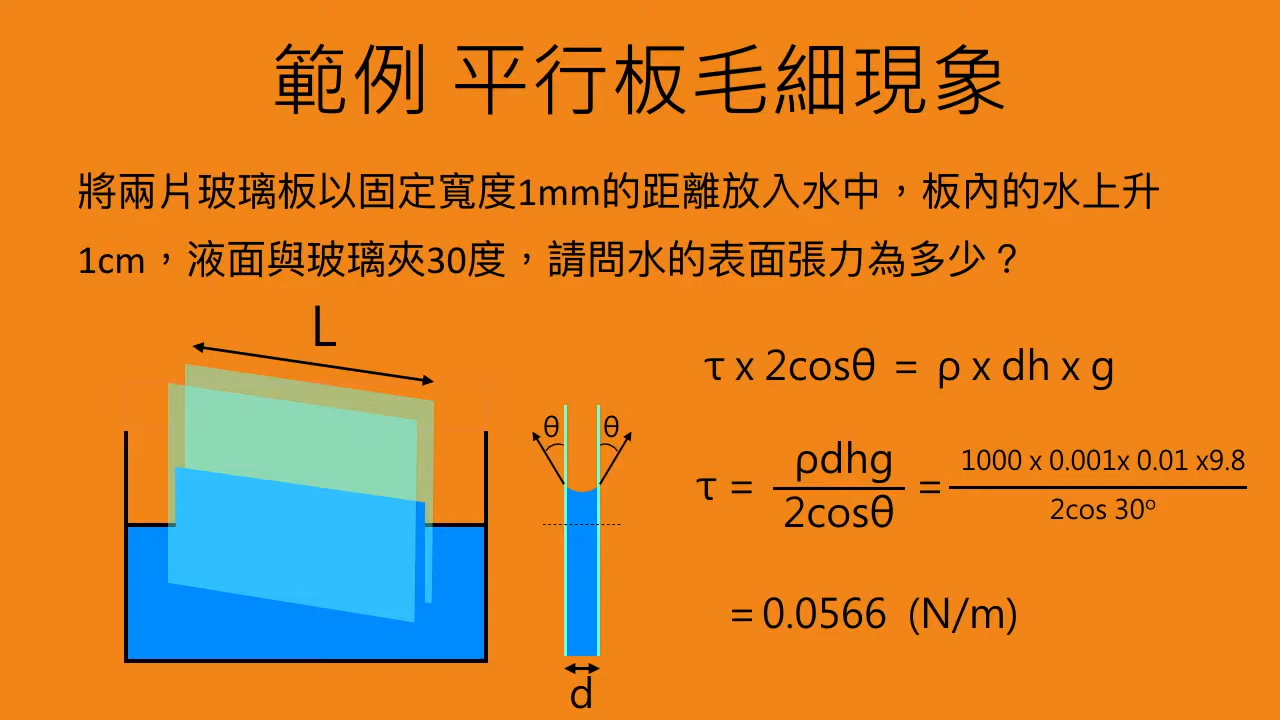 範例 平行板毛細現象
將兩片玻璃板以固定寬度1mm的距離放入水中，板內的水上升
1cm，液面與玻璃夾30度，請問水的表面張力為多少？
L
θ θ
d
τ x 2cosθ = ρ x dh x g
τ = ρdhg / 2cosθ = 1000 x 0.001x 0.01 x9.8 / 2cos 30º
= 0.0566 (N/m)